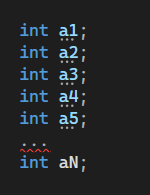 int a1;
int a2;
int a3;
int a4;
int a5;
...
int aN;